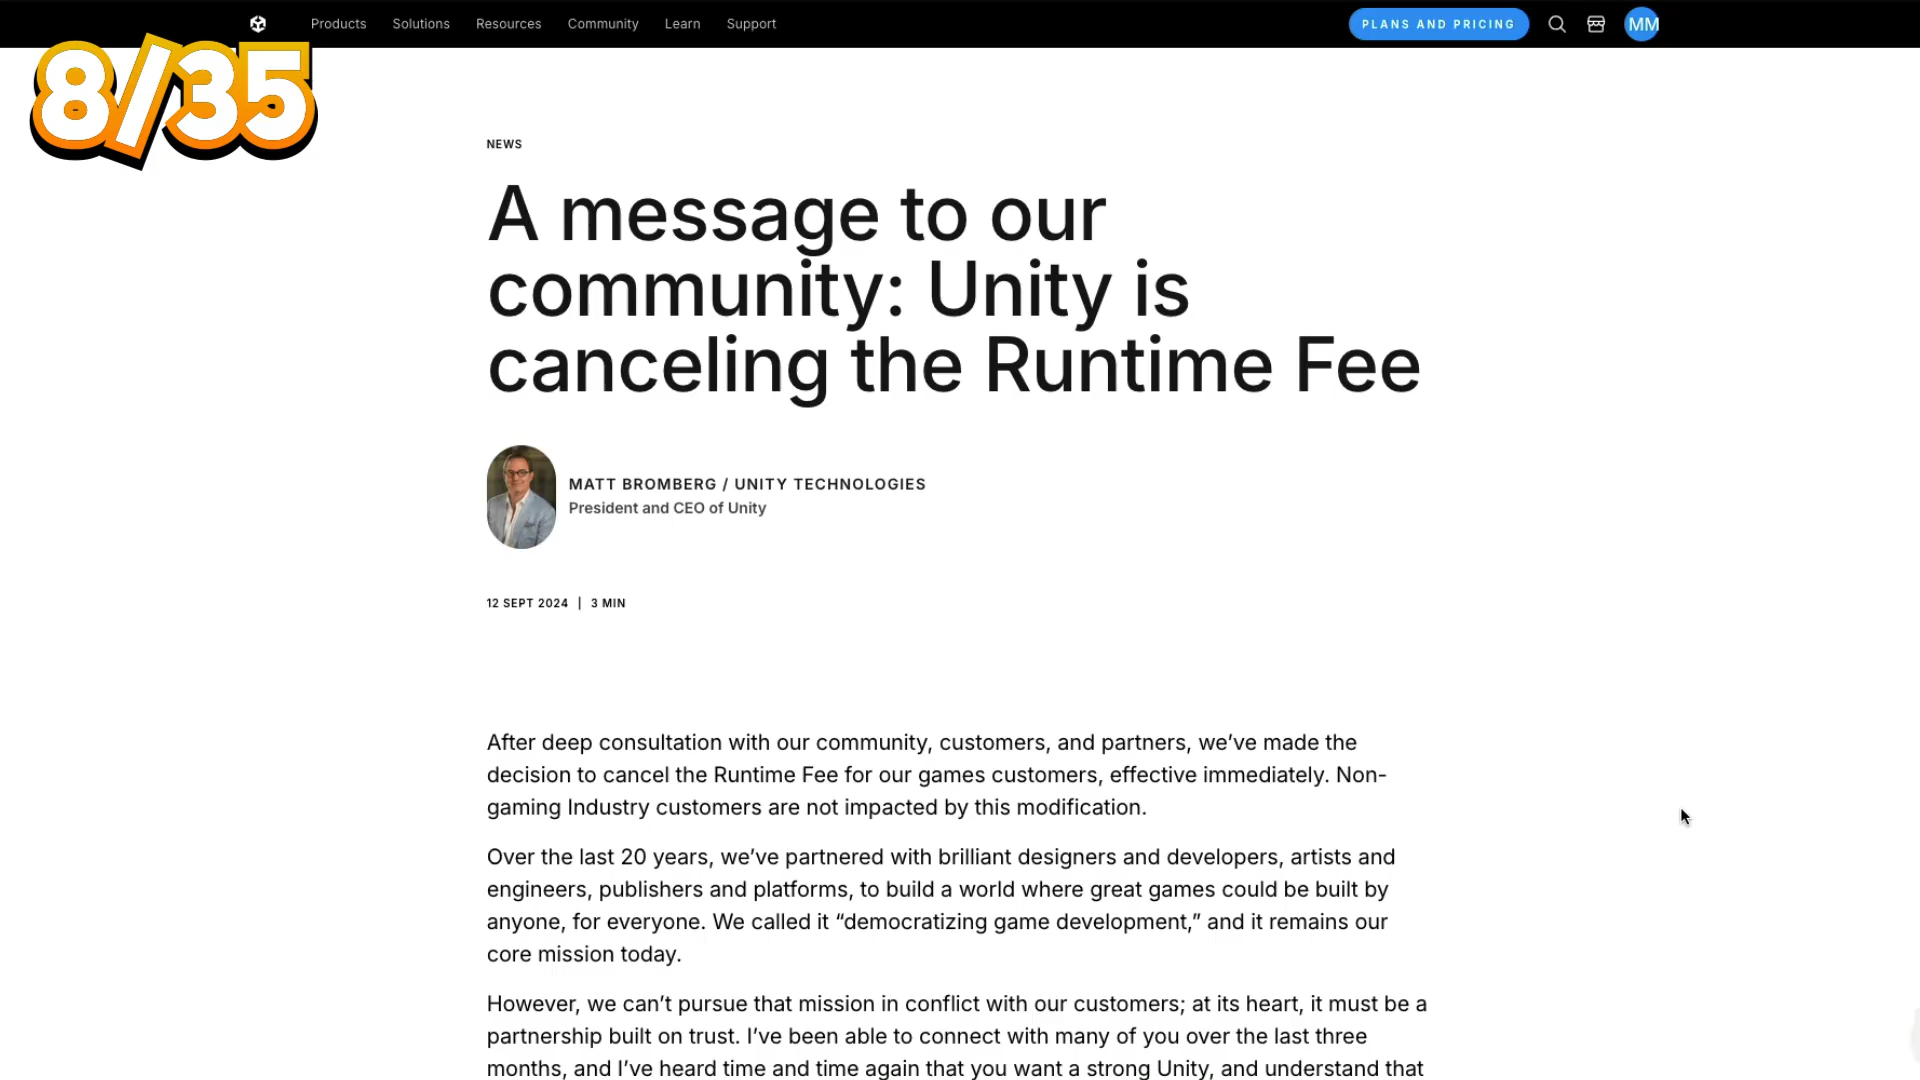 Products Solutions Resources Community Learn Support PLANS AND PRICING MM
8/35
NEWS
A message to our
community: Unity is
canceling the Runtime Fee
MATT BROMBERG / UNITY TECHNOLOGIES
President and CEO of Unity
12 SEPT 2024 | 3 MIN
After deep consultation with our community, customers, and partners, we’ve made the
decision to cancel the Runtime Fee for our games customers, effective immediately. Non-
gaming Industry customers are not impacted by this modification.
Over the last 20 years, we’ve partnered with brilliant designers and developers, artists and
engineers, publishers and platforms, to build a world where great games could be built by
anyone, for everyone. We called it “democratizing game development,” and it remains our
core mission today.
However, we can’t pursue that mission in conflict with our customers; at its heart, it must be a
partnership built on trust. I’ve been able to connect with many of you over the last three
months, and I’ve heard time and time again that you want a strong Unity, and understand that